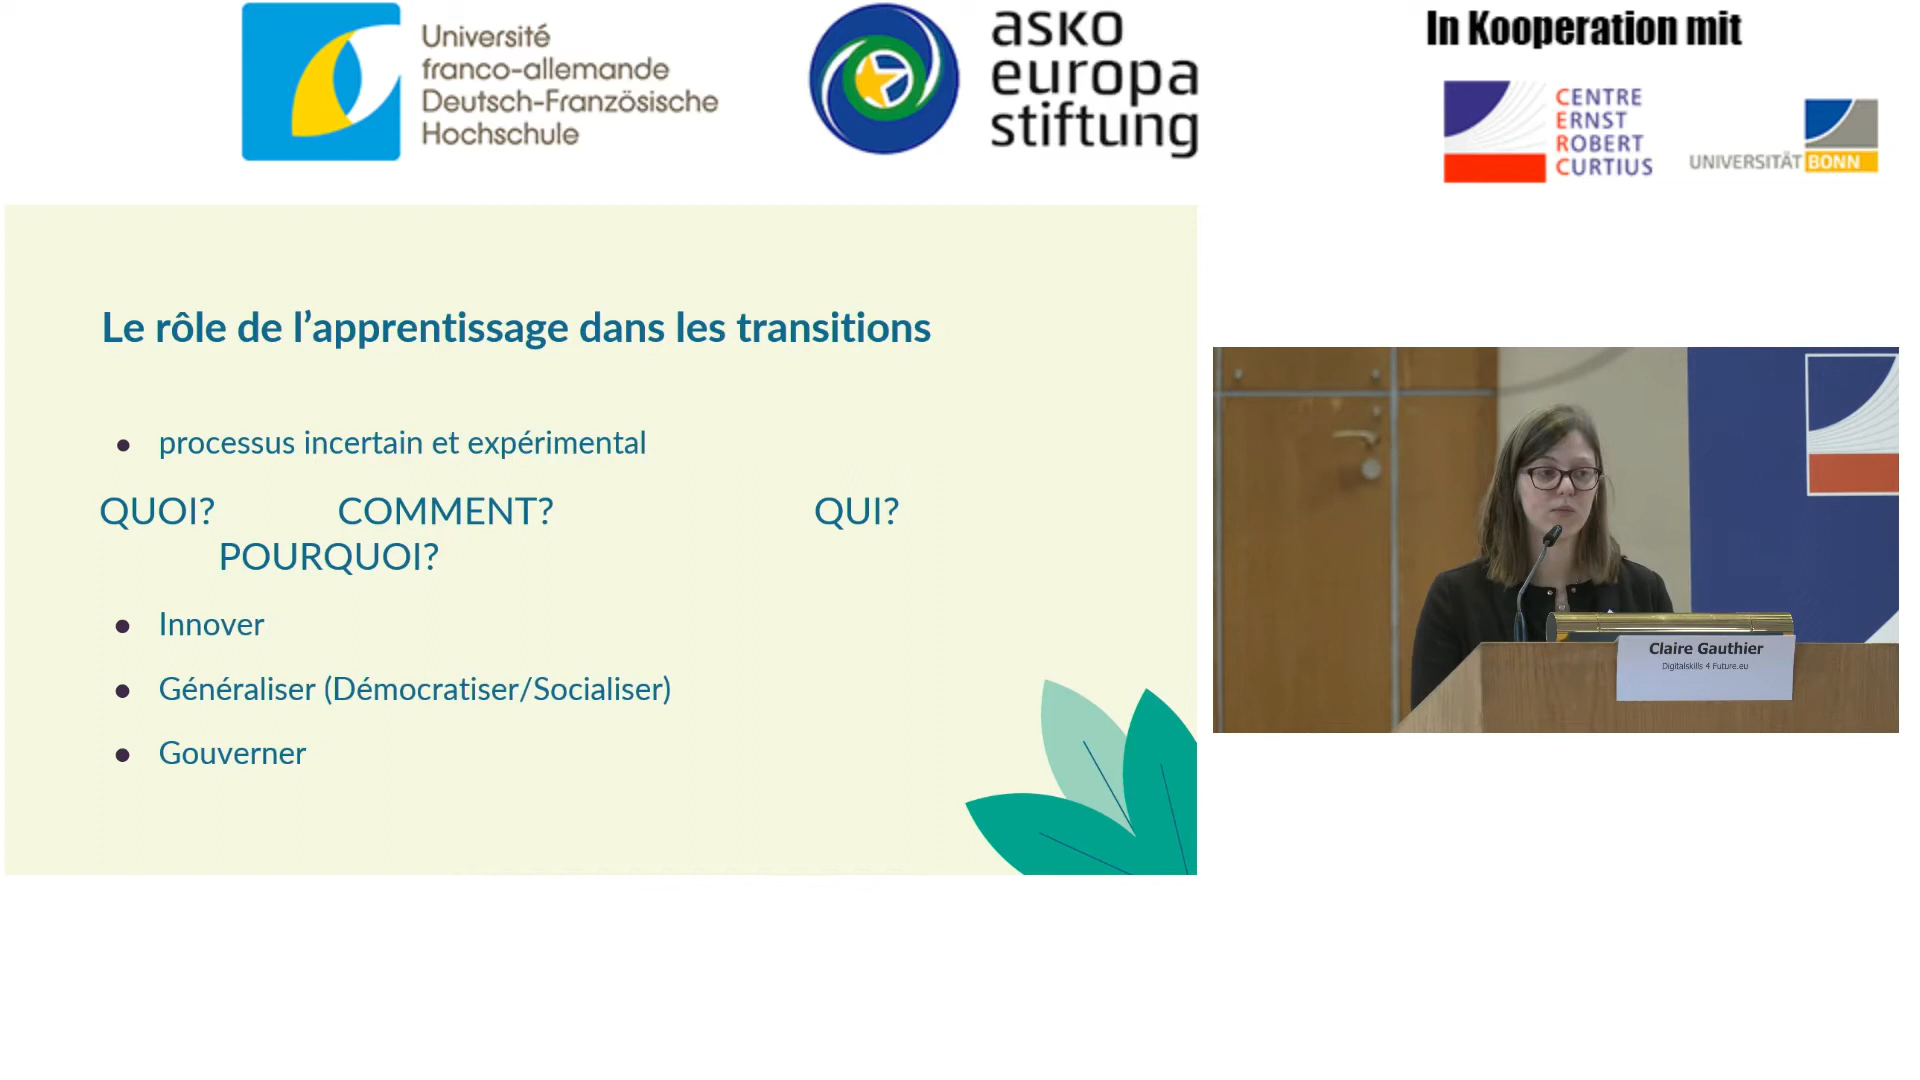 Université
franco-allemande
Deutsch-Französische
Hochschule
asko
europa
stiftung
In Kooperation mit
CENTRE
ERNST
ROBERT
CURTIUS
UNIVERSITÄT BONN
Le rôle de l’apprentissage dans les transitions
● processus incertain et expérimental
QUOI? COMMENT? QUI?
POURQUOI?
● Innover
● Généraliser (Démocratiser/Socialiser)
● Gouverner
Claire Gauthier
Digitalskills 4 Future.eu